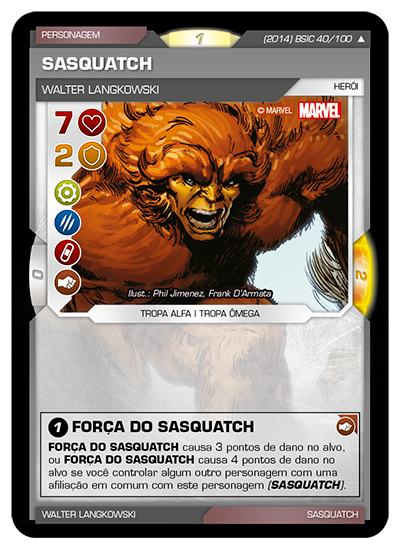 PERSONAGEM
1
(2014) BSIC 40/100 ▲
SASQUATCH
WALTER LANGKOWSKI
HERÓI
7
© MARVEL MARVEL
2
0
2
Ilust.: Phil Jimenez, Frank D'Armata
TROPA ALFA | TROPA ÔMEGA
1 FORÇA DO SASQUATCH
FORÇA DO SASQUATCH causa 3 pontos de dano no alvo,
ou FORÇA DO SASQUATCH causa 4 pontos de dano no
alvo se você controlar algum outro personagem com uma
afiliação em comum com este personagem (SASQUATCH).
WALTER LANGKOWSKI
SASQUATCH